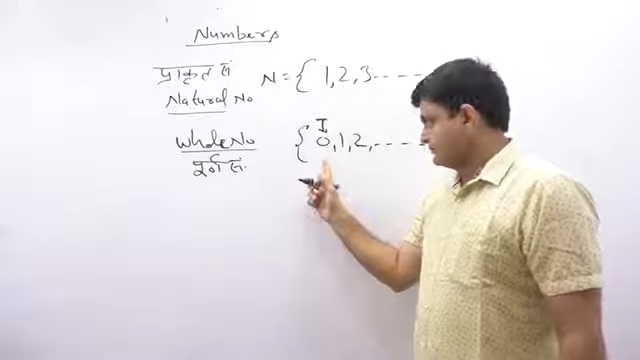 Numbers
प्राकृत सं N = { 1, 2, 3 - - - -
Natural No
I
Whole No { 0, 1, 2, - - - -
पूर्ण सं.